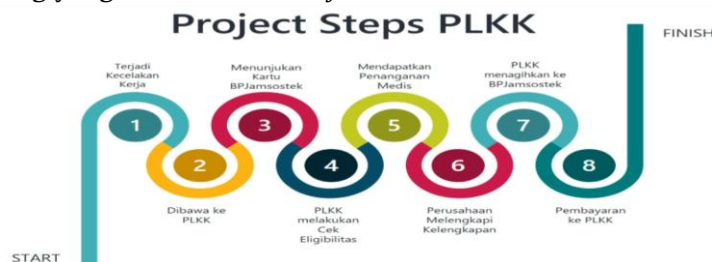 Project Steps PLKK
FINISH
Terjadi
Kecelakan
Kerja
Menunjukan
Kartu
BPJamsostek
Mendapatkan
Penanganan
Medis
PLKK
menagihkan ke
BPJamsostek
1
3
5
7
2
4
6
8
Dibawa ke
PLKK
PLKK
melakukan
Cek
Eligibilitas
Perusahaan
Melengkapi
Kelengkapan
Pembayaran
ke PLKK
START